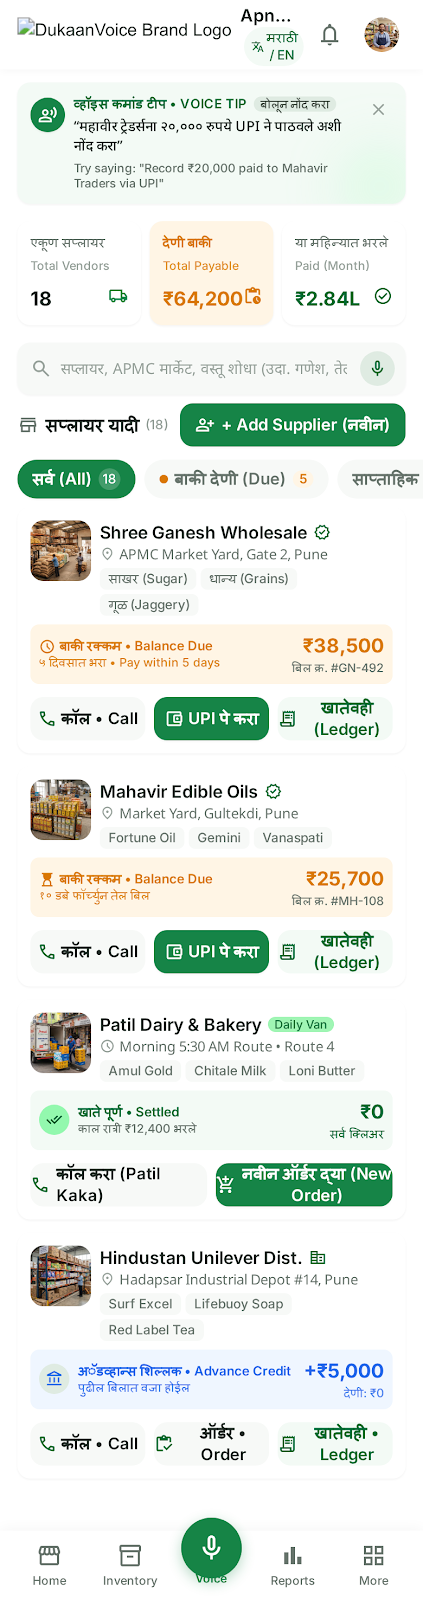 DukaanVoice Brand Logo
Apn...
मराठी / EN
व्हॉइस कमांड टीप • VOICE TIP बोलून नोंद करा
“महावीर ट्रेडर्सना २०,००० रुपये UPI ने पाठवले अशी
नोंद करा”
Try saying: "Record ₹20,000 paid to Mahavir
Traders via UPI"
एकूण सप्लायर
Total Vendors
18
देणी बाकी
Total Payable
₹64,200
या महिन्यात भरले
Paid (Month)
₹2.84L
सप्लायर, APMC मार्केट, वस्तू शोधा (उदा. गणेश, तेल
सप्लायर यादी (18)
+ Add Supplier (नवीन)
सर्व (All) 18
बाकी देणी (Due) 5
साप्ताहिक
Shree Ganesh Wholesale
APMC Market Yard, Gate 2, Pune
साखर (Sugar) धान्य (Grains)
गूळ (Jaggery)
बाकी रक्कम • Balance Due
५ दिवसात भरा • Pay within 5 days
₹38,500
बिल क्र. #GN-492
कॉल • Call
UPI पे करा
खातेवही (Ledger)
Mahavir Edible Oils
Market Yard, Gultekdi, Pune
Fortune Oil Gemini Vanaspati
बाकी रक्कम • Balance Due
१० डबे फॉर्च्युन तेल बिल
₹25,700
बिल क्र. #MH-108
कॉल • Call
UPI पे करा
खातेवही (Ledger)
Patil Dairy & Bakery Daily Van
Morning 5:30 AM Route • Route 4
Amul Gold Chitale Milk Loni Butter
खाते पूर्ण • Settled
काल रात्री ₹12,400 भरले
₹0
सर्व क्लिअर
कॉल करा (Patil Kaka)
नवीन ऑर्डर द्या (New Order)
Hindustan Unilever Dist.
Hadapsar Industrial Depot #14, Pune
Surf Excel Lifebuoy Soap
Red Label Tea
अॅडव्हान्स शिल्लक • Advance Credit
पुढील बिलात वजा होईल
+₹5,000
देणी: ₹0
कॉल • Call
ऑर्डर • Order
खातेवही • Ledger
Home
Inventory
Voice
Reports
More